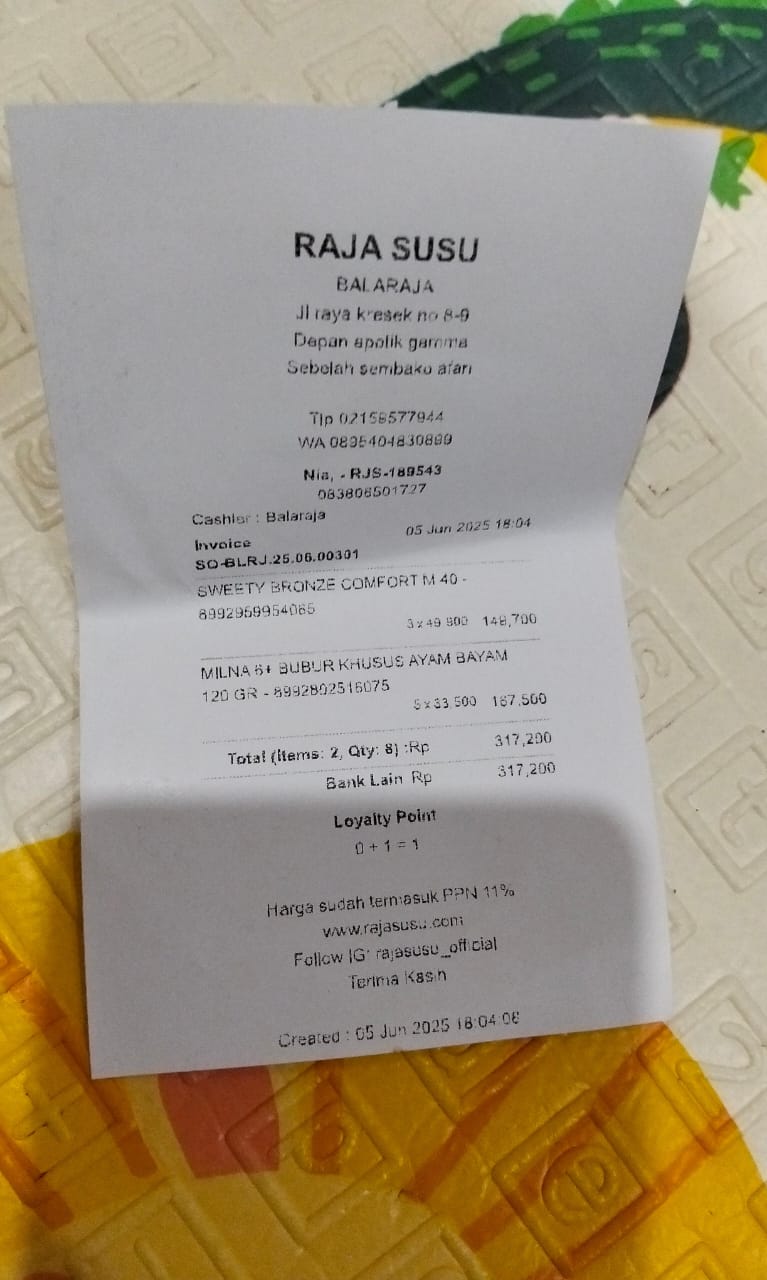 RAJA SUSU
BALARAJA
Jl raya kresek no 8-9
Depan apotik gamma
Sebelah sembako afari
Tlp 02159577944
WA 0895404830899
Nia, - RJS-189543
083806501727
Cashier : Balaraja
Invoice 05 Jun 2025 18:04
SO-BLRJ.25.06.00301
SWEETY BRONZE COMFORT M 40 -
8992959954065
3 x 49,900 149,700
MILNA 6+ BUBUR KHUSUS AYAM BAYAM
120 GR - 8992802516075
5 x 33,500 167,500
Total (Items: 2, Qty: 8) :Rp 317,200
Bank Lain Rp 317,200
Loyalty Point
0 + 1 = 1
Harga sudah termasuk PPN 11%
www.rajasusu.com
Follow IG: rajasusu_official
Terima Kasih
Created : 05 Jun 2025 18:04:06